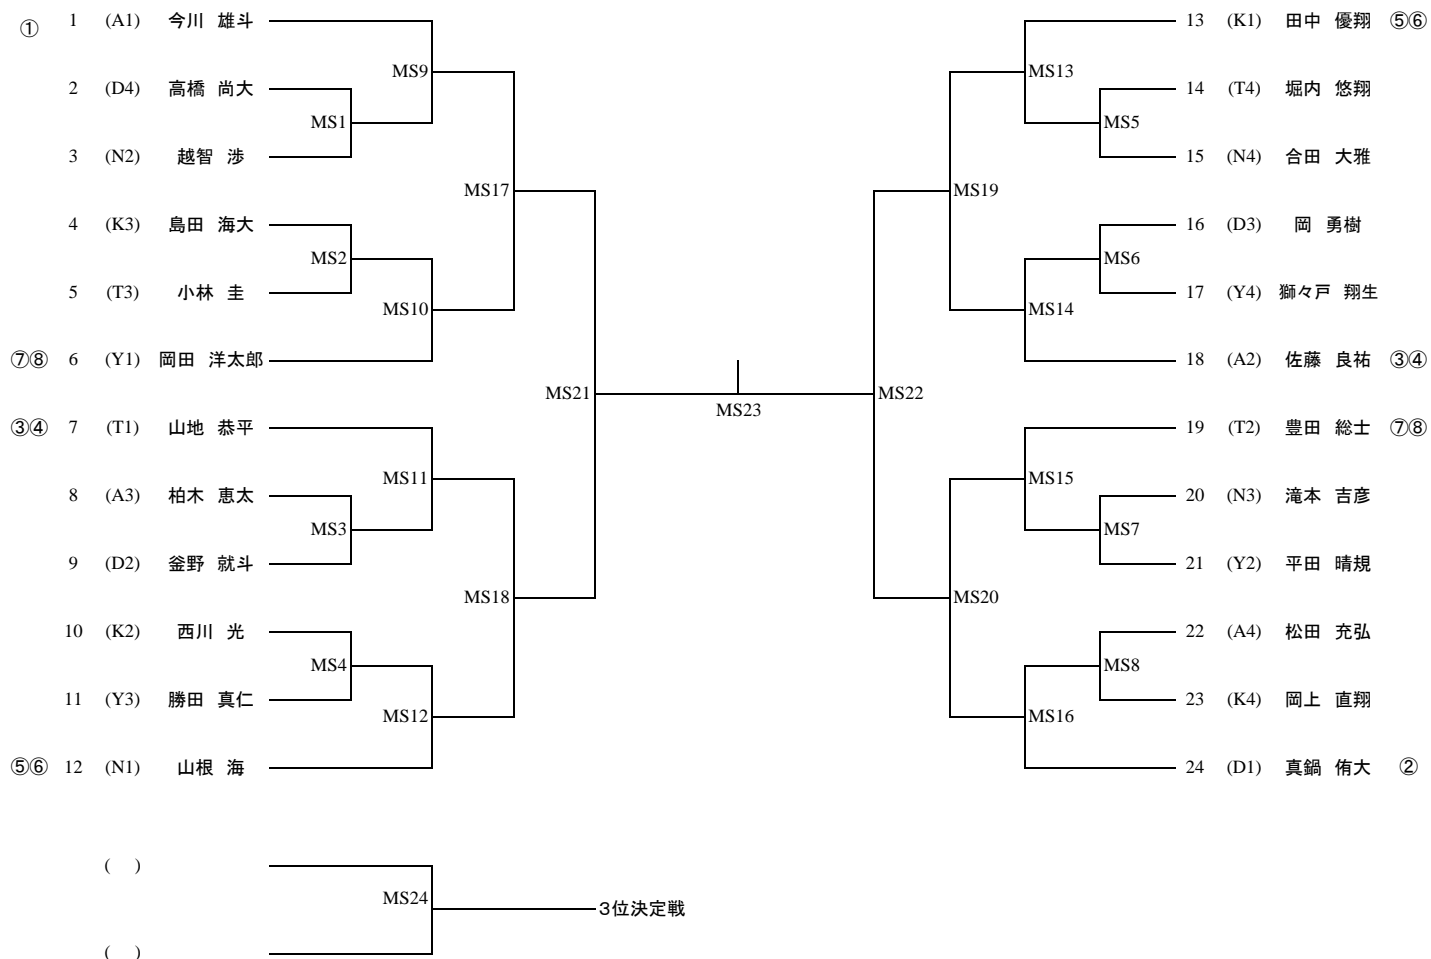 ① 1 (A1) 今川 雄斗
MS9
2 (D4) 高橋 尚大
MS1
3 (N2) 越智 渉
MS17
4 (K3) 島田 海大
MS2
5 (T3) 小林 圭
MS10
⑦⑧ 6 (Y1) 岡田 洋太郎
MS21
③④ 7 (T1) 山地 恭平
MS11
8 (A3) 柏木 恵太
MS3
9 (D2) 釜野 就斗
MS18
10 (K2) 西川 光
MS4
11 (Y3) 勝田 真仁
MS12
⑤⑥ 12 (N1) 山根 海
MS23
13 (K1) 田中 優翔 ⑤⑥
MS13
14 (T4) 堀内 悠翔
MS5
15 (N4) 合田 大雅
MS19
16 (D3) 岡 勇樹
MS6
17 (Y4) 獅々戸 翔生
MS14
18 (A2) 佐藤 良祐 ③④
MS22
19 (T2) 豊田 総士 ⑦⑧
MS15
20 (N3) 滝本 吉彦
MS7
21 (Y2) 平田 晴規
MS20
22 (A4) 松田 充弘
MS8
23 (K4) 岡上 直翔
MS16
24 (D1) 真鍋 侑大 ②
( )
MS24
3位決定戦
( )